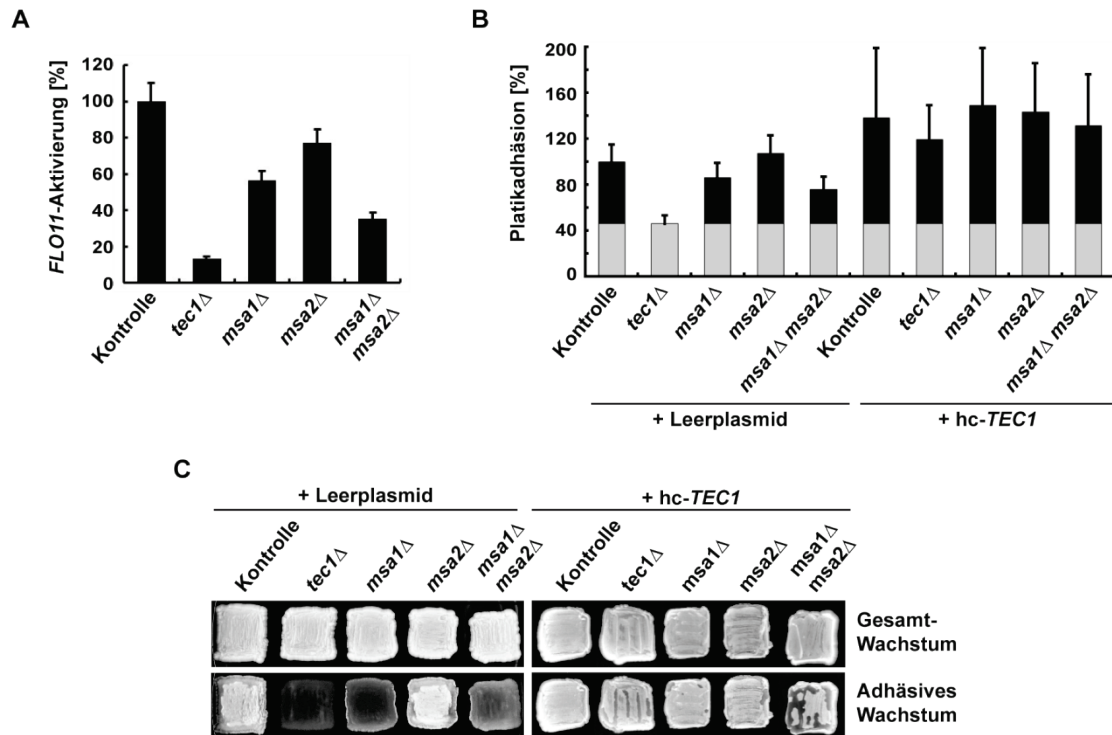 A
FLO11-Aktivierung [%]
120
100
80
60
40
20
0
Kontrolle
tec1Δ
msa1Δ
msa2Δ
msa1Δ
msa2Δ
B
Platikadhäsion [%]
200
160
120
80
40
0
Kontrolle
tec1Δ
msa1Δ
msa2Δ
msa1Δ msa2Δ
Kontrolle
tec1Δ
msa1Δ
msa2Δ
msa1Δ msa2Δ
+ Leerplasmid
+ hc-TEC1
C
+ Leerplasmid
+ hc-TEC1
Kontrolle
tec1Δ
msa1Δ
msa2Δ
msa1Δ
msa2Δ
Kontrolle
tec1Δ
msa1Δ
msa2Δ
msa1Δ
msa2Δ
Gesamt-
Wachstum
Adhäsives
Wachstum